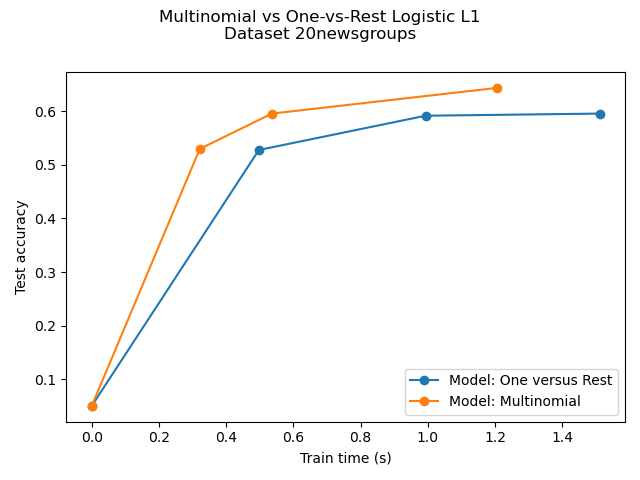 Multinomial vs One-vs-Rest Logistic L1
Dataset 20newsgroups
Test accuracy
0.6
0.5
0.4
0.3
0.2
0.1
Model: One versus Rest
Model: Multinomial
0.0 0.2 0.4 0.6 0.8 1.0 1.2 1.4
Train time (s)